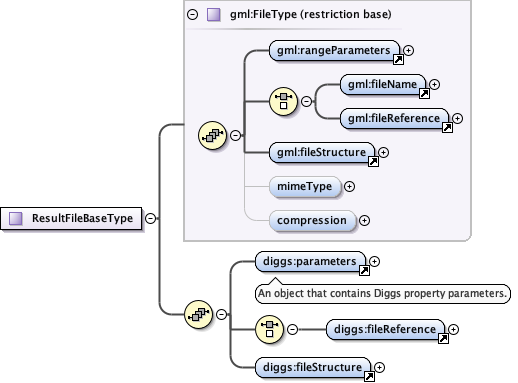 gml:FileType (restriction base)
gml:rangeParameters
gml:fileName
gml:fileReference
gml:fileStructure
mimeType
compression
ResultFileBaseType
diggs:parameters
An object that contains Diggs property parameters.
diggs:fileReference
diggs:fileStructure